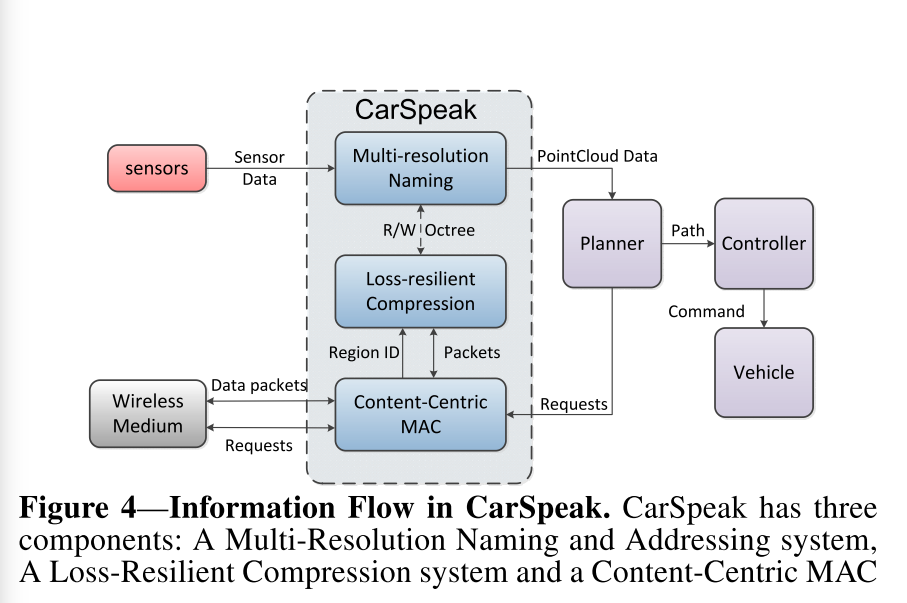 CarSpeak
sensors
Sensor
Data
Multi-resolution
Naming
PointCloud Data
R/W Octree
Planner
Path
Controller
Loss-resilient
Compression
Command
Region ID
Packets
Vehicle
Wireless
Medium
Data packets
Requests
Content-Centric
MAC
Requests
Figure 4—Information Flow in CarSpeak. CarSpeak has three
components: A Multi-Resolution Naming and Addressing system,
A Loss-Resilient Compression system and a Content-Centric MAC